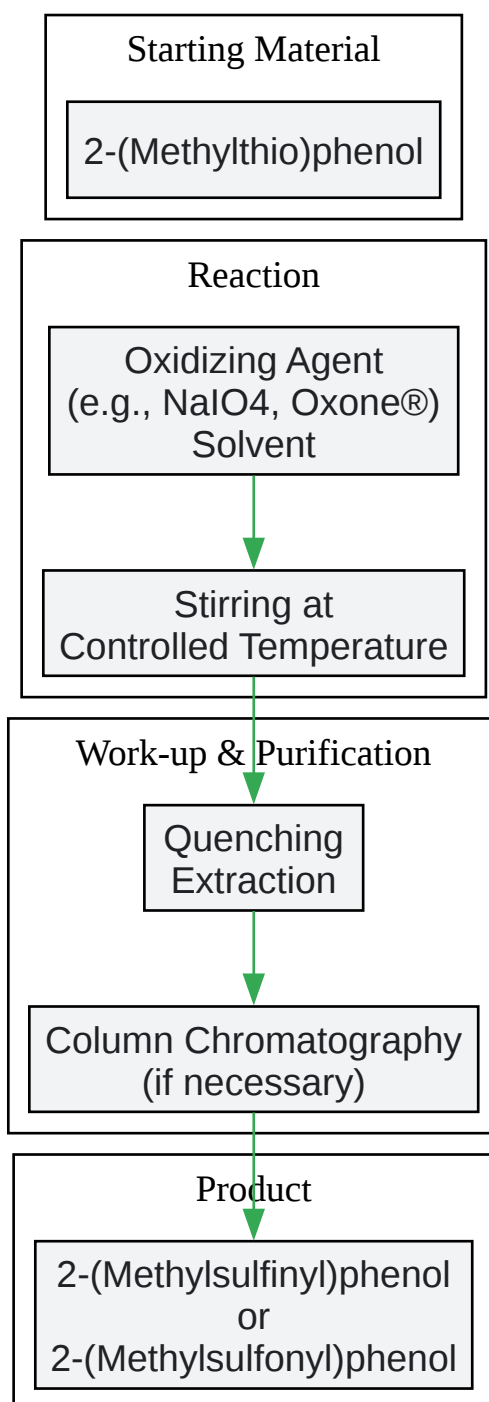 Starting Material
2-(Methylthio)phenol
Reaction
Oxidizing Agent
(e.g., NaIO4, Oxone®)
Solvent
Stirring at
Controlled Temperature
Work-up & Purification
Quenching
Extraction
Column Chromatography
(if necessary)
Product
2-(Methylsulfinyl)phenol
or
2-(Methylsulfonyl)phenol